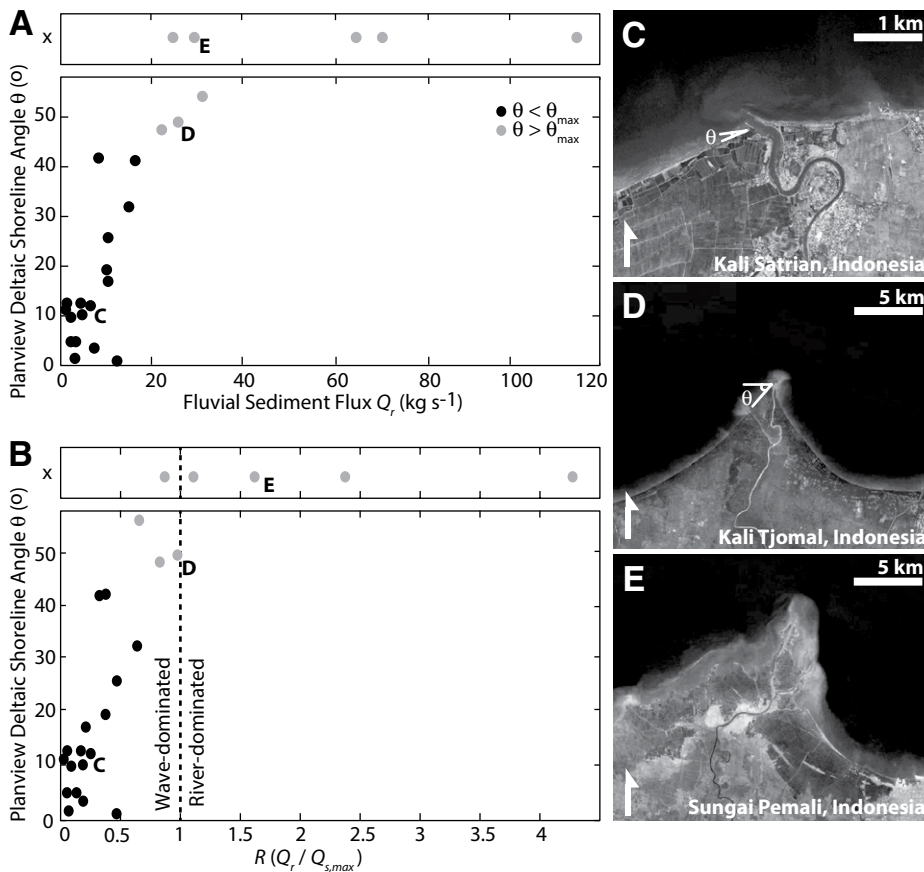 A
x
E
Planview Deltaic Shoreline Angle θ (o)
50
40
30
20
10
0
θ < θmax
θ > θmax
D
C
0 20 40 60 80 100 120
Fluvial Sediment Flux Qr (kg s-1)
B
x
E
Planview Deltaic Shoreline Angle θ (o)
50
40
30
20
10
0
D
C
Wave-dominated
River-dominated
0 0.5 1 1.5 2 2.5 3 3.5 4
R (Qr / Qs,max)
C
1 km
θ
Kali Satrian, Indonesia
D
5 km
θ
Kali Tjomal, Indonesia
E
5 km
Sungai Pemali, Indonesia